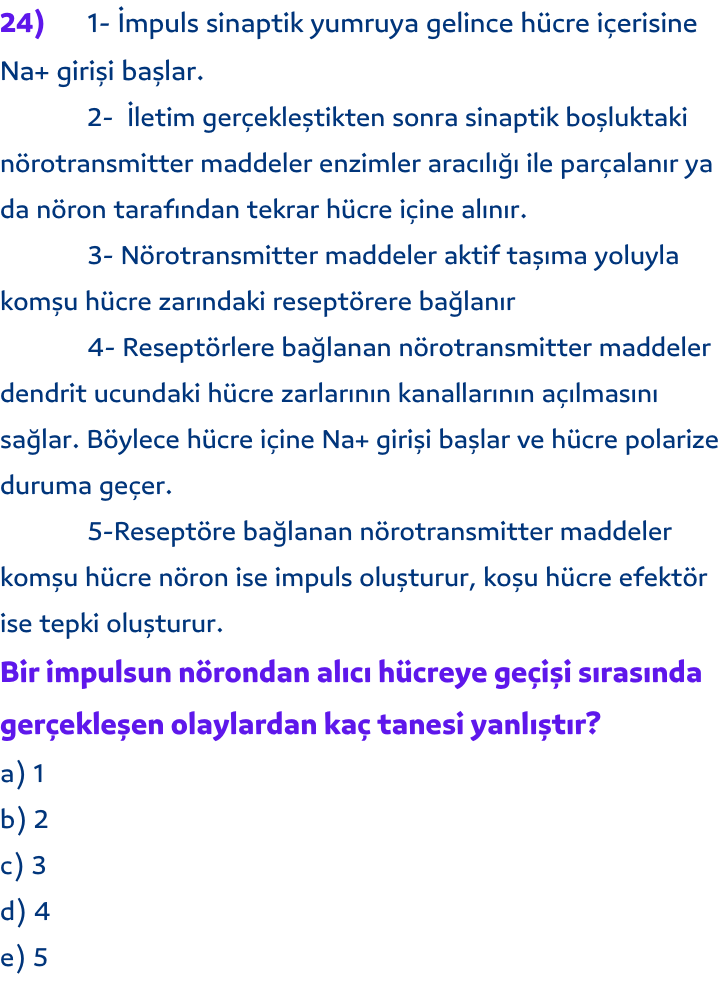 24) 1- İmpuls sinaptik yumruya gelince hücre içerisine
Na+ girişi başlar.
2- İletim gerçekleştikten sonra sinaptik boşluktaki
nörotransmitter maddeler enzimler aracılığı ile parçalanır ya
da nöron tarafından tekrar hücre içine alınır.
3- Nörotransmitter maddeler aktif taşıma yoluyla
komşu hücre zarındaki reseptörere bağlanır
4- Reseptörlere bağlanan nörotransmitter maddeler
dendrit ucundaki hücre zarlarının kanallarının açılmasını
sağlar. Böylece hücre içine Na+ girişi başlar ve hücre polarize
duruma geçer.
5-Reseptöre bağlanan nörotransmitter maddeler
komşu hücre nöron ise impuls oluşturur, koşu hücre efektör
ise tepki oluşturur.
Bir impulsun nörondan alıcı hücreye geçişi sırasında
gerçekleşen olaylardan kaç tanesi yanlıştır?
a) 1
b) 2
c) 3
d) 4
e) 5